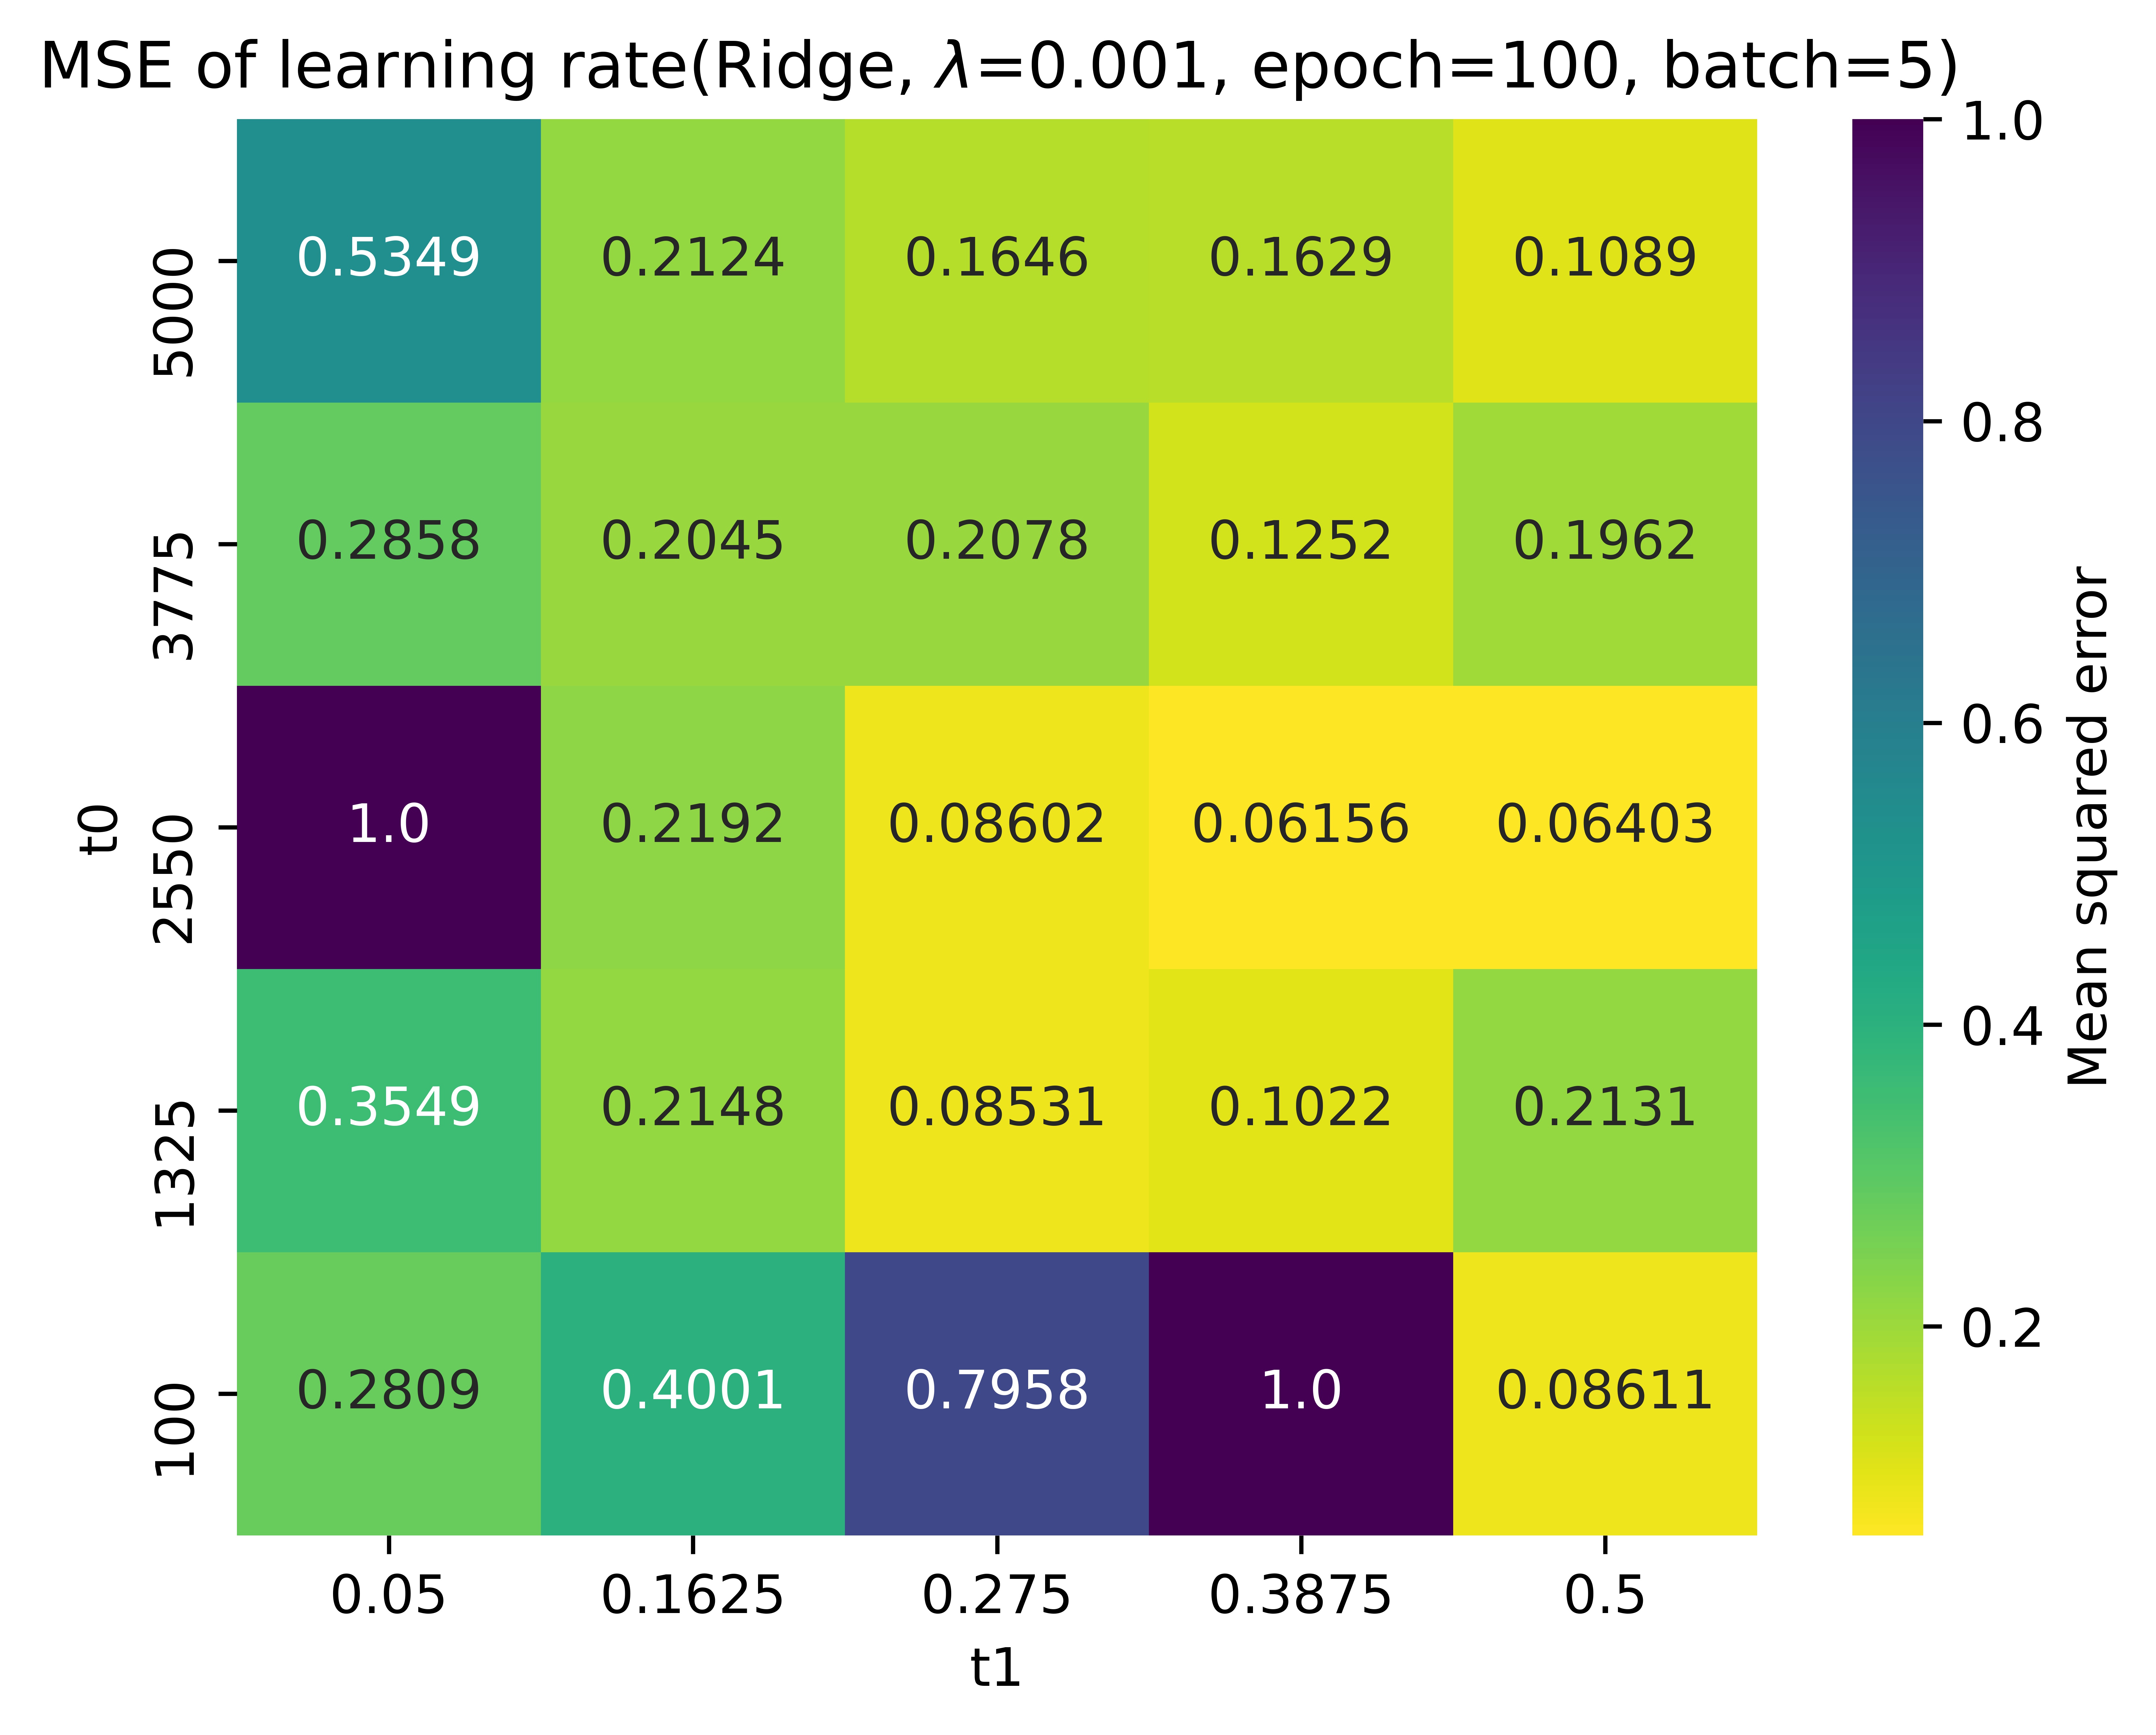 MSE of learning rate(Ridge, λ=0.001, epoch=100, batch=5)
t0
5000
0.5349 0.2124 0.1646 0.1629 0.1089
3775
0.2858 0.2045 0.2078 0.1252 0.1962
2550
1.0 0.2192 0.08602 0.06156 0.06403
1325
0.3549 0.2148 0.08531 0.1022 0.2131
100
0.2809 0.4001 0.7958 1.0 0.08611
0.05 0.1625 0.275 0.3875 0.5
t1
1.0
0.8
0.6
0.4
0.2
Mean squared error